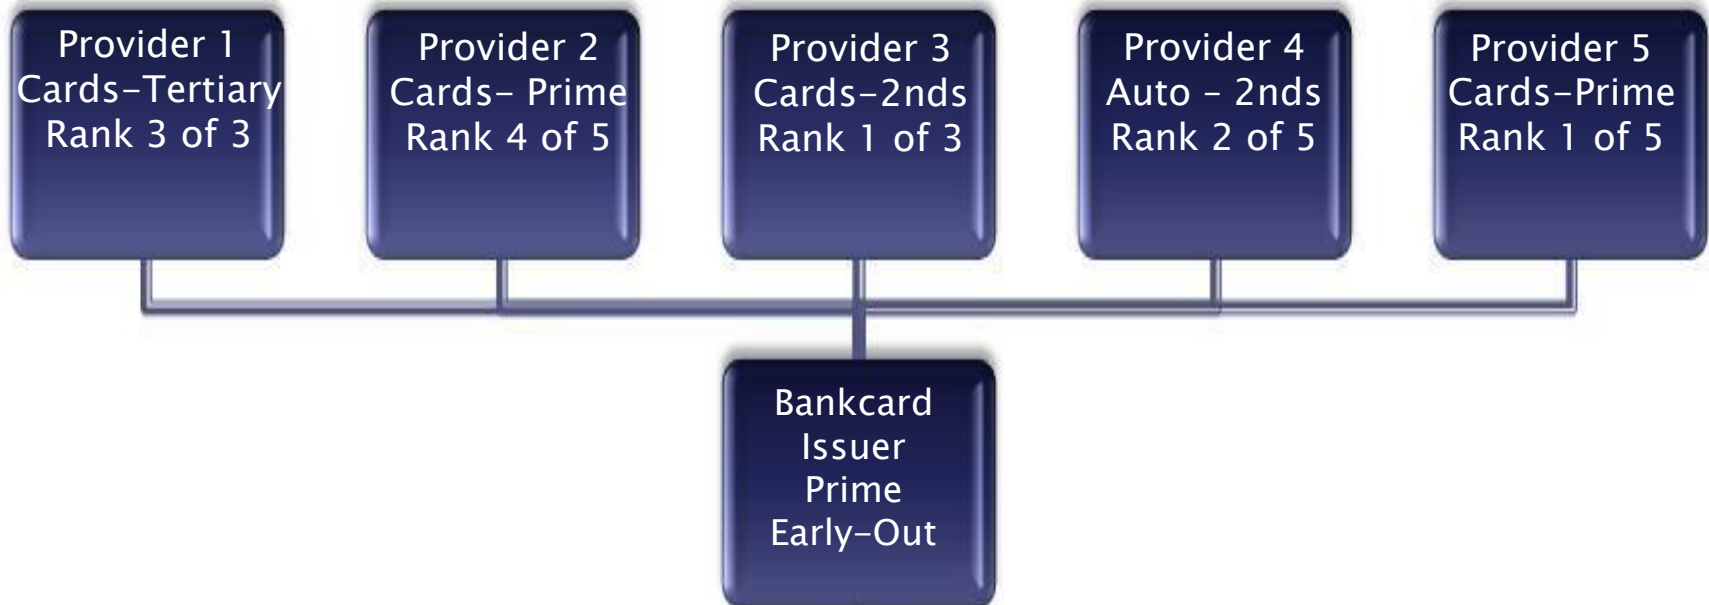 Provider 1
Cards-Tertiary
Rank 3 of 3
Provider 2
Cards- Prime
Rank 4 of 5
Provider 3
Cards-2nds
Rank 1 of 3
Provider 4
Auto - 2nds
Rank 2 of 5
Provider 5
Cards-Prime
Rank 1 of 5
Bankcard
Issuer
Prime
Early-Out